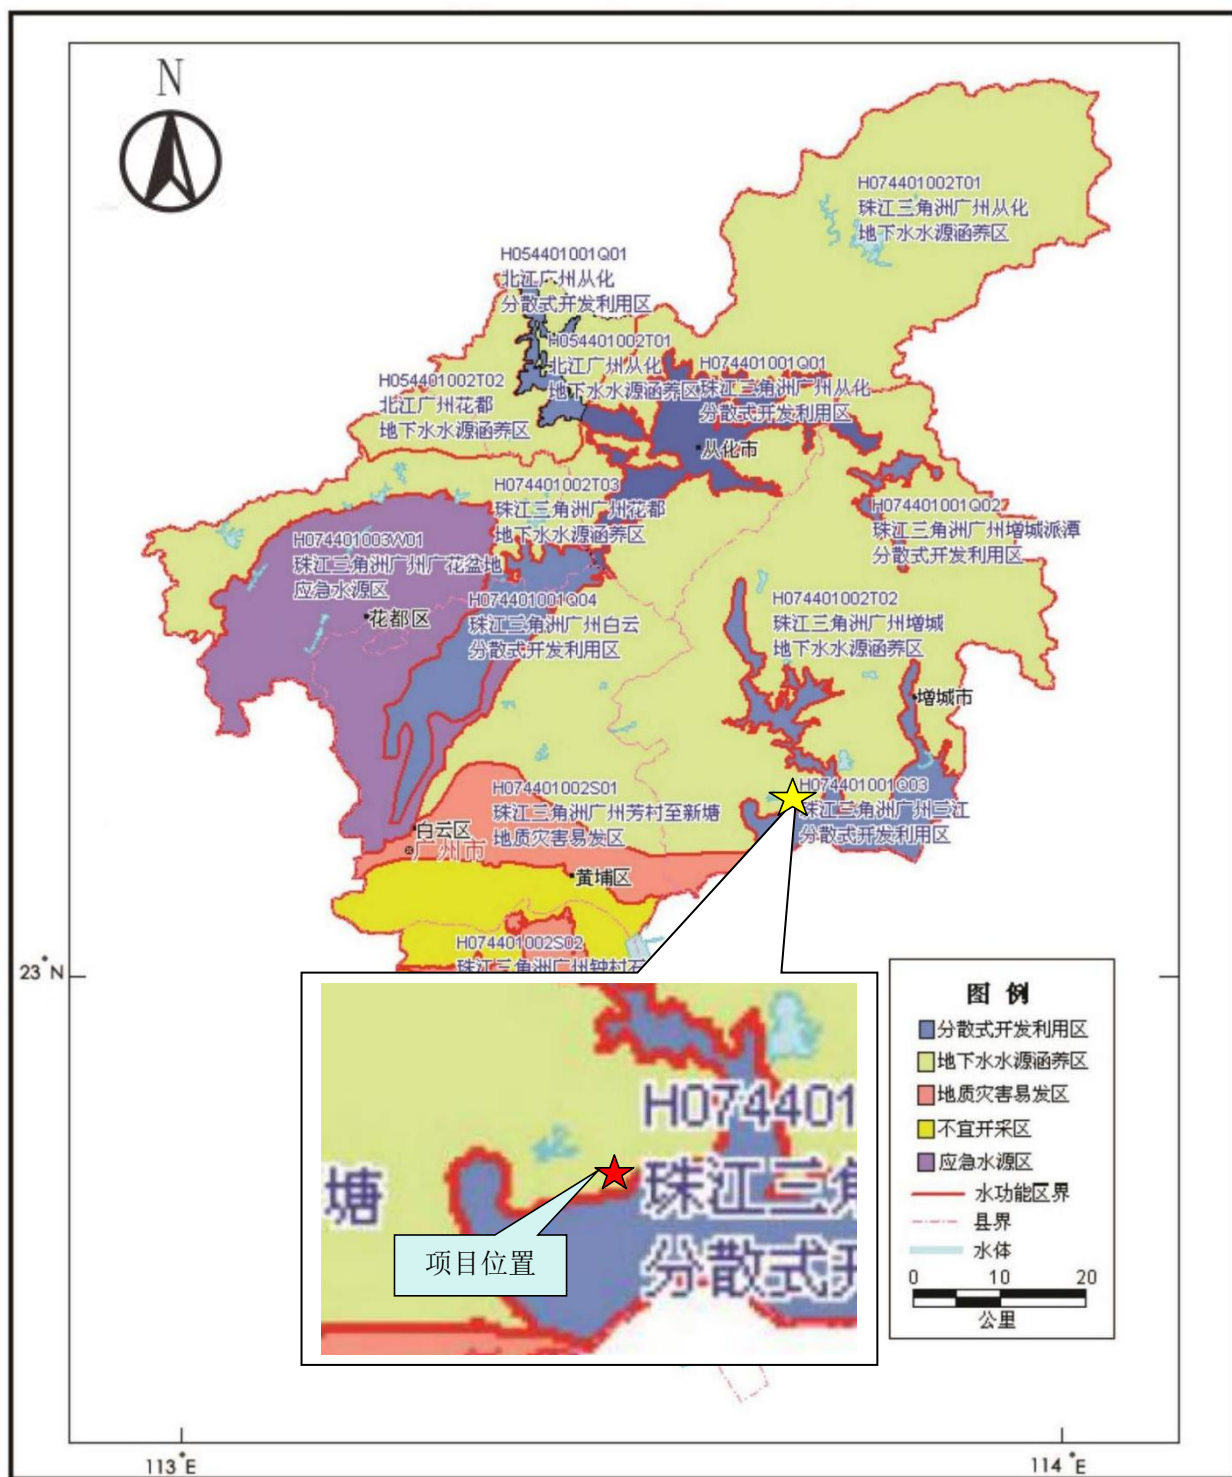 N
H074401002T01
珠江三角洲广州从化
地下水水源涵养区
H054401001Q01
北江广州从化
分散式开发利用区
H054401002T01
北江广州从化
地下水水源涵养区
H074401001Q01
珠江三角洲广州从化
分散式开发利用区
H054401002T02
北江广州花都
地下水水源涵养区
从化市
H074401002T03
珠江三角洲广州花都
地下水水源涵养区
H074401001Q02
珠江三角洲广州增城派潭
分散式开发利用区
H074401003W01
珠江三角洲广州广花盆地
应急水源区
花都区
H074401001Q04
珠江三角洲广州白云
分散式开发利用区
H074401002T02
珠江三角洲广州增城
地下水水源涵养区
增城市
H074401002S01
珠江三角洲广州芳村至新塘
地质灾害易发区
H074401001Q03
珠江三角洲广州三江
分散式开发利用区
白云区
广州市
黄埔区
H074401002S02
珠江三角洲广州钟村石
23°N
H074401
珠江三角
塘
分散式开
项目位置
图 例
分散式开发利用区
地下水水源涵养区
地质灾害易发区
不宜开采区
应急水源区
水功能区界
县界
水体
0 10 20
公里
113°E
114°E